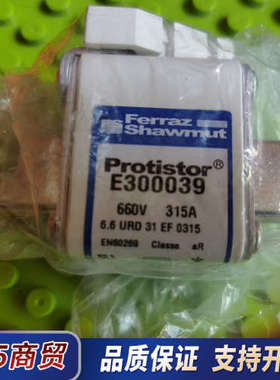 Ferraz
Shawmut
Protistor®
E300039
660V 315A
6.6 URD 31 EF 0315
EN60269 Classe aR
5商贸
品质保证 支持开